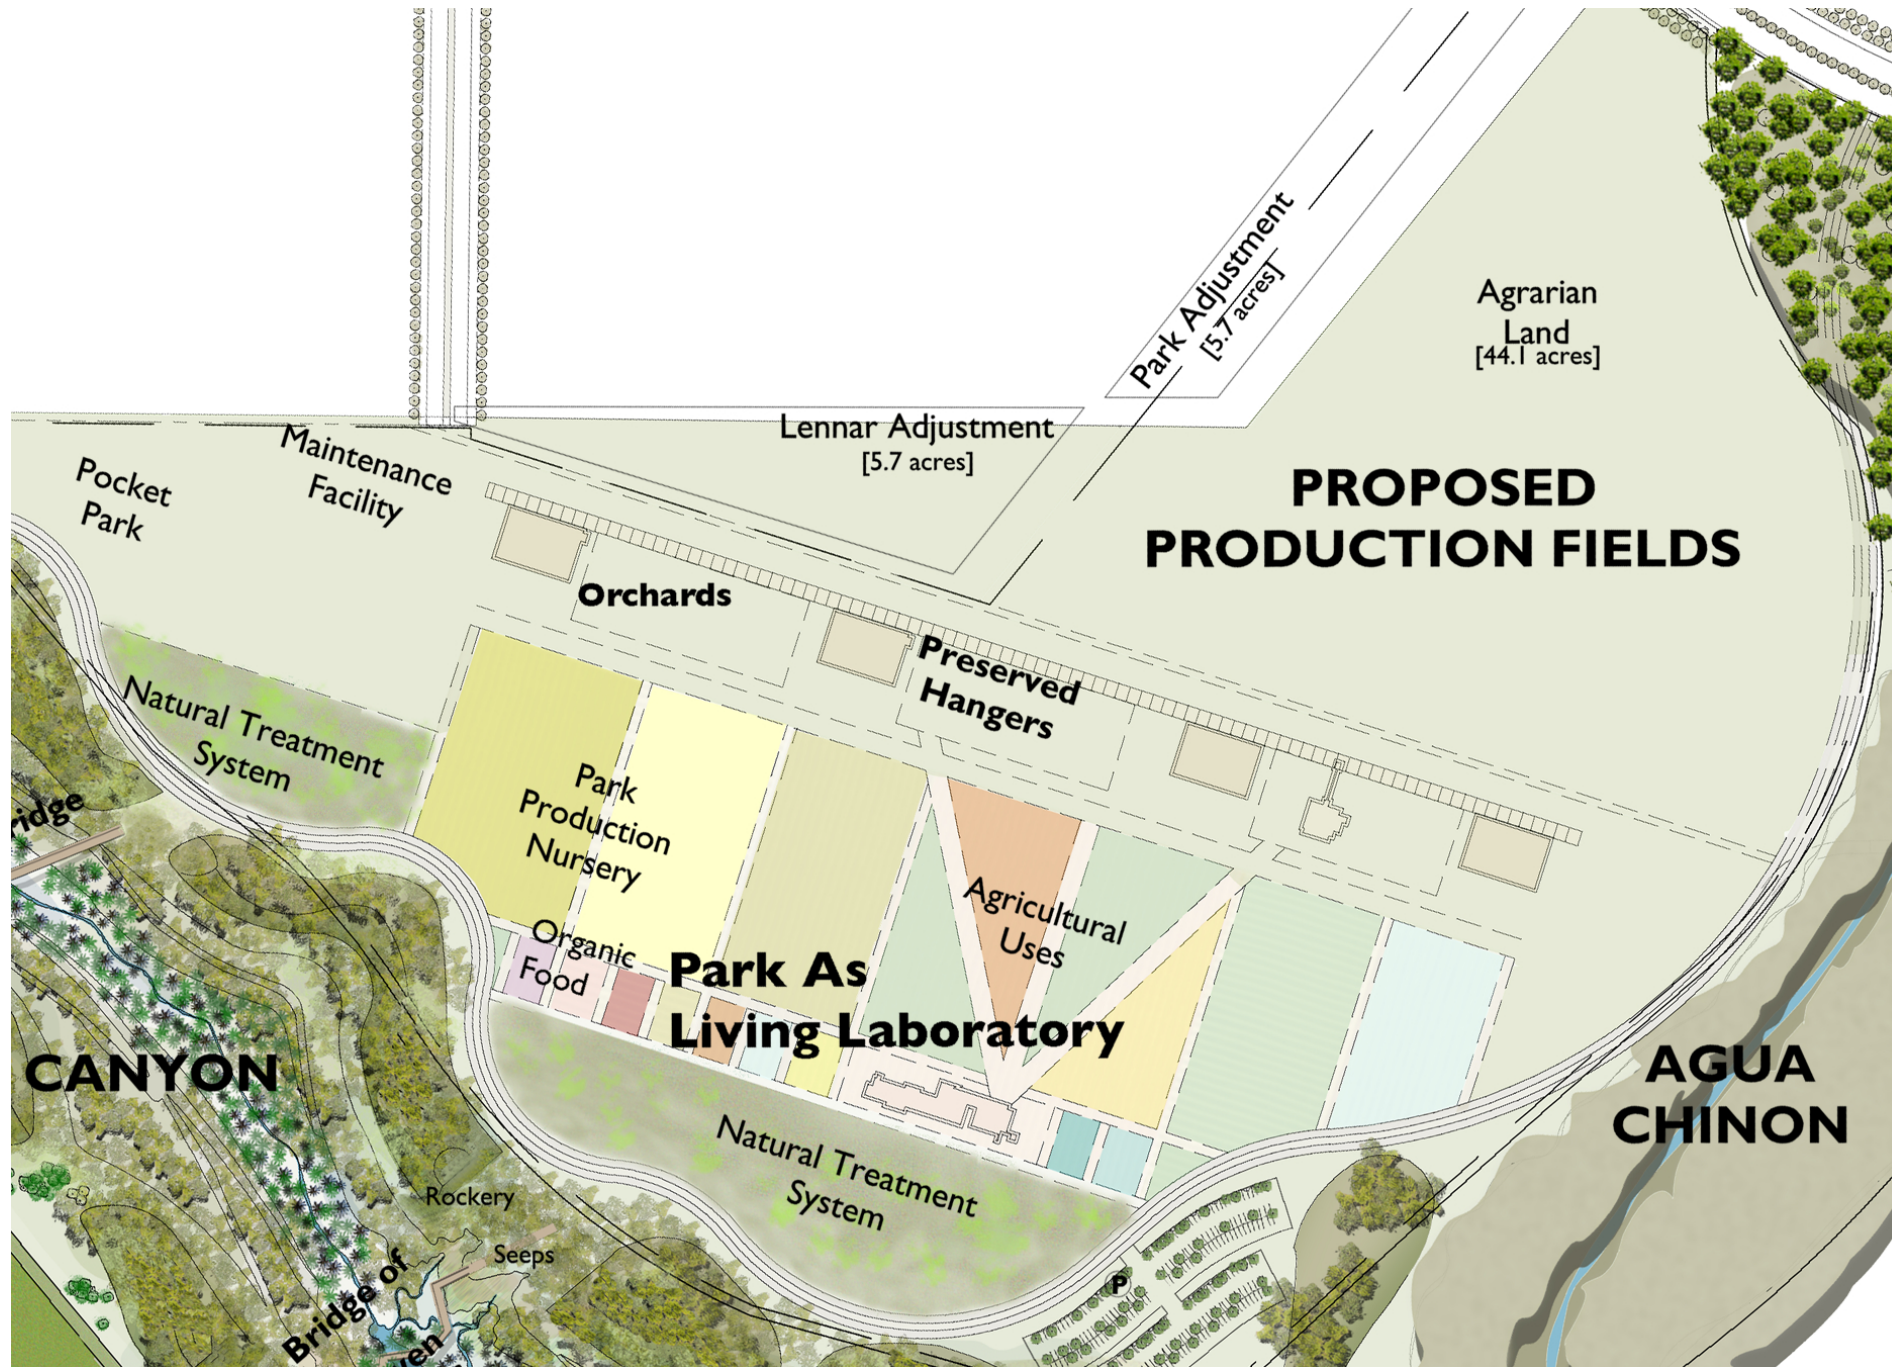 Park Adjustment
[5.7 acres]
Agrarian
Land
[44.1 acres]
Lennar Adjustment
[5.7 acres]
Maintenance
Facility
Pocket
Park
PROPOSED
PRODUCTION FIELDS
Orchards
Preserved
Hangers
Natural Treatment
System
Park
Production
Nursery
ridge
Agricultural
Uses
Organic
Food
Park As
Living Laboratory
CANYON
AGUA
CHINON
Natural Treatment
System
Rockery
Seeps
Bridge of
ven
P